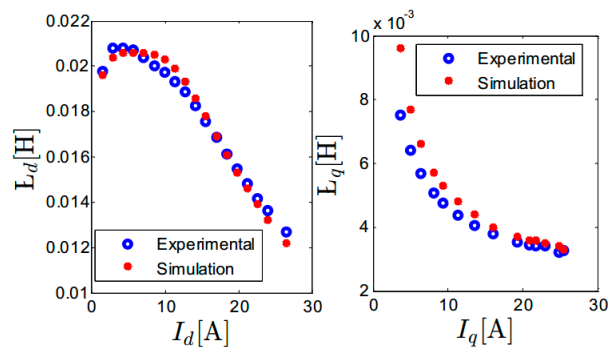 0.022
0.02
0.018
0.016
0.014
0.012
0.01
L_d[H]
Experimental
Simulation
0 10 20 30
I_d[A]
10 x 10^-3
8
6
4
2
L_q[H]
Experimental
Simulation
0 10 20 30
I_q[A]